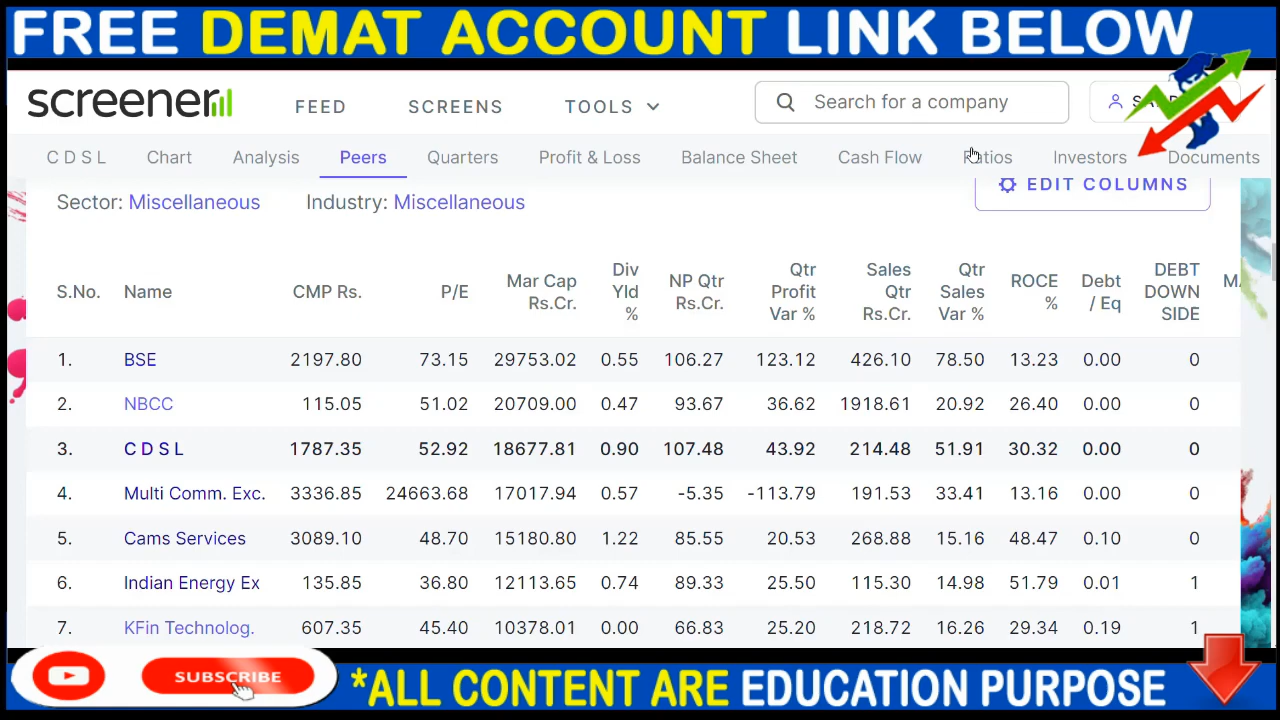 FREE DEMAT ACCOUNT LINK BELOW
screener FEED SCREENS TOOLS Search for a company
C D S L Chart Analysis Peers Quarters Profit & Loss Balance Sheet Cash Flow Ratios Investors Documents
Sector: Miscellaneous Industry: Miscellaneous EDIT COLUMNS
S.No. Name CMP Rs. P/E Mar Cap Rs.Cr. Div Yld % NP Qtr Rs.Cr. Qtr Profit Var % Sales Qtr Rs.Cr. Qtr Sales Var % ROCE % Debt / Eq DEBT DOWN SIDE
1. BSE 2197.80 73.15 29753.02 0.55 106.27 123.12 426.10 78.50 13.23 0.00 0
2. NBCC 115.05 51.02 20709.00 0.47 93.67 36.62 1918.61 20.92 26.40 0.00 0
3. C D S L 1787.35 52.92 18677.81 0.90 107.48 43.92 214.48 51.91 30.32 0.00 0
4. Multi Comm. Exc. 3336.85 24663.68 17017.94 0.57 -5.35 -113.79 191.53 33.41 13.16 0.00 0
5. Cams Services 3089.10 48.70 15180.80 1.22 85.55 20.53 268.88 15.16 48.47 0.10 0
6. Indian Energy Ex 135.85 36.80 12113.65 0.74 89.33 25.50 115.30 14.98 51.79 0.01 1
7. KFin Technolog. 607.35 45.40 10378.01 0.00 66.83 25.20 218.72 16.26 29.34 0.19 1
SUBSCRIBE *ALL CONTENT ARE EDUCATION PURPOSE